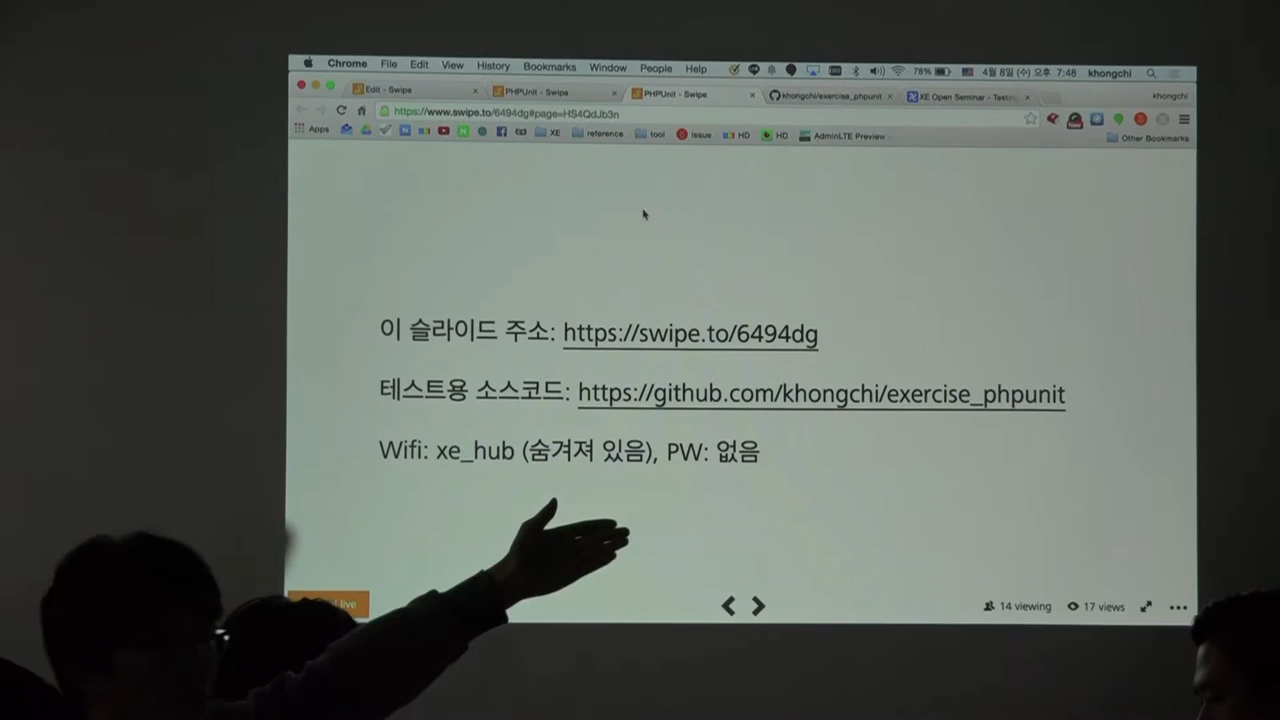 Chrome File Edit View History Bookmarks Window People Help 78% 4월 8일 (수) 오후 7:48 khongchi
Edit - Swipe PHPUnit - Swipe PHPUnit - Swipe khongchi/exercise_phpunit XE Open Seminar - Testin khongchi
https://www.swipe.to/6494dg#page=HS4QdJb3n
Apps XE reference tool issue HD HD AdminLTE Preview Other Bookmarks
이 슬라이드 주소: https://swipe.to/6494dg
테스트용 소스코드: https://github.com/khongchi/exercise_phpunit
Wifi: xe_hub (숨겨져 있음), PW: 없음
live
14 viewing 17 views